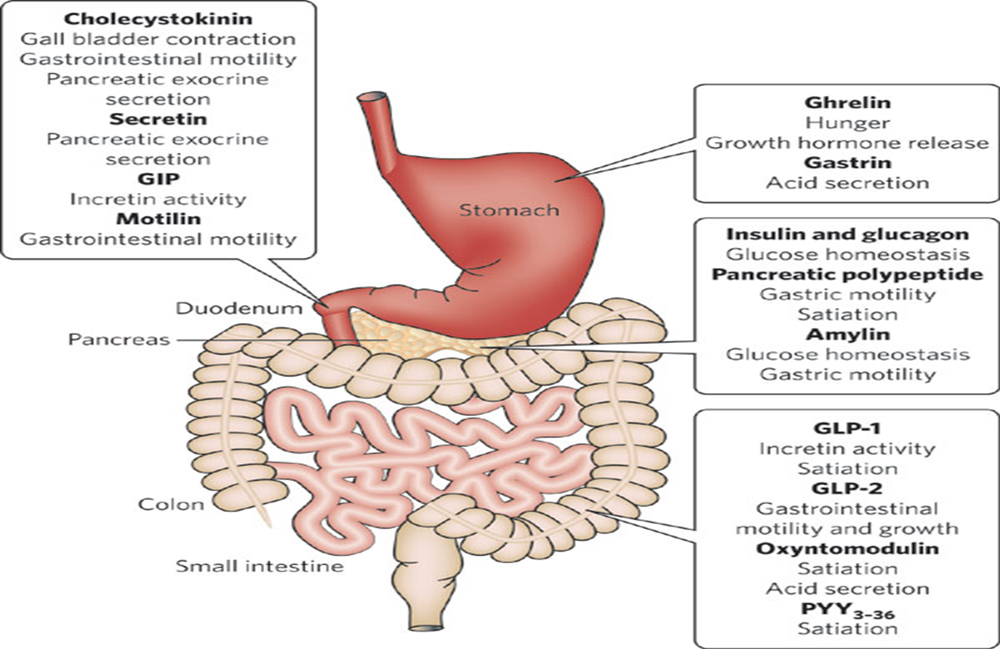 Cholecystokinin
Gall bladder contraction
Gastrointestinal motility
Pancreatic exocrine
secretion
Secretin
Pancreatic exocrine
secretion
GIP
Incretin activity
Motilin
Gastrointestinal motility
Ghrelin
Hunger
Growth hormone release
Gastrin
Acid secretion
Stomach
Insulin and glucagon
Glucose homeostasis
Pancreatic polypeptide
Gastric motility
Satiation
Amylin
Glucose homeostasis
Gastric motility
Duodenum
Pancreas
GLP-1
Incretin activity
Satiation
GLP-2
Gastrointestinal
motility and growth
Oxyntomodulin
Satiation
Acid secretion
PYY3–36
Satiation
Colon
Small intestine